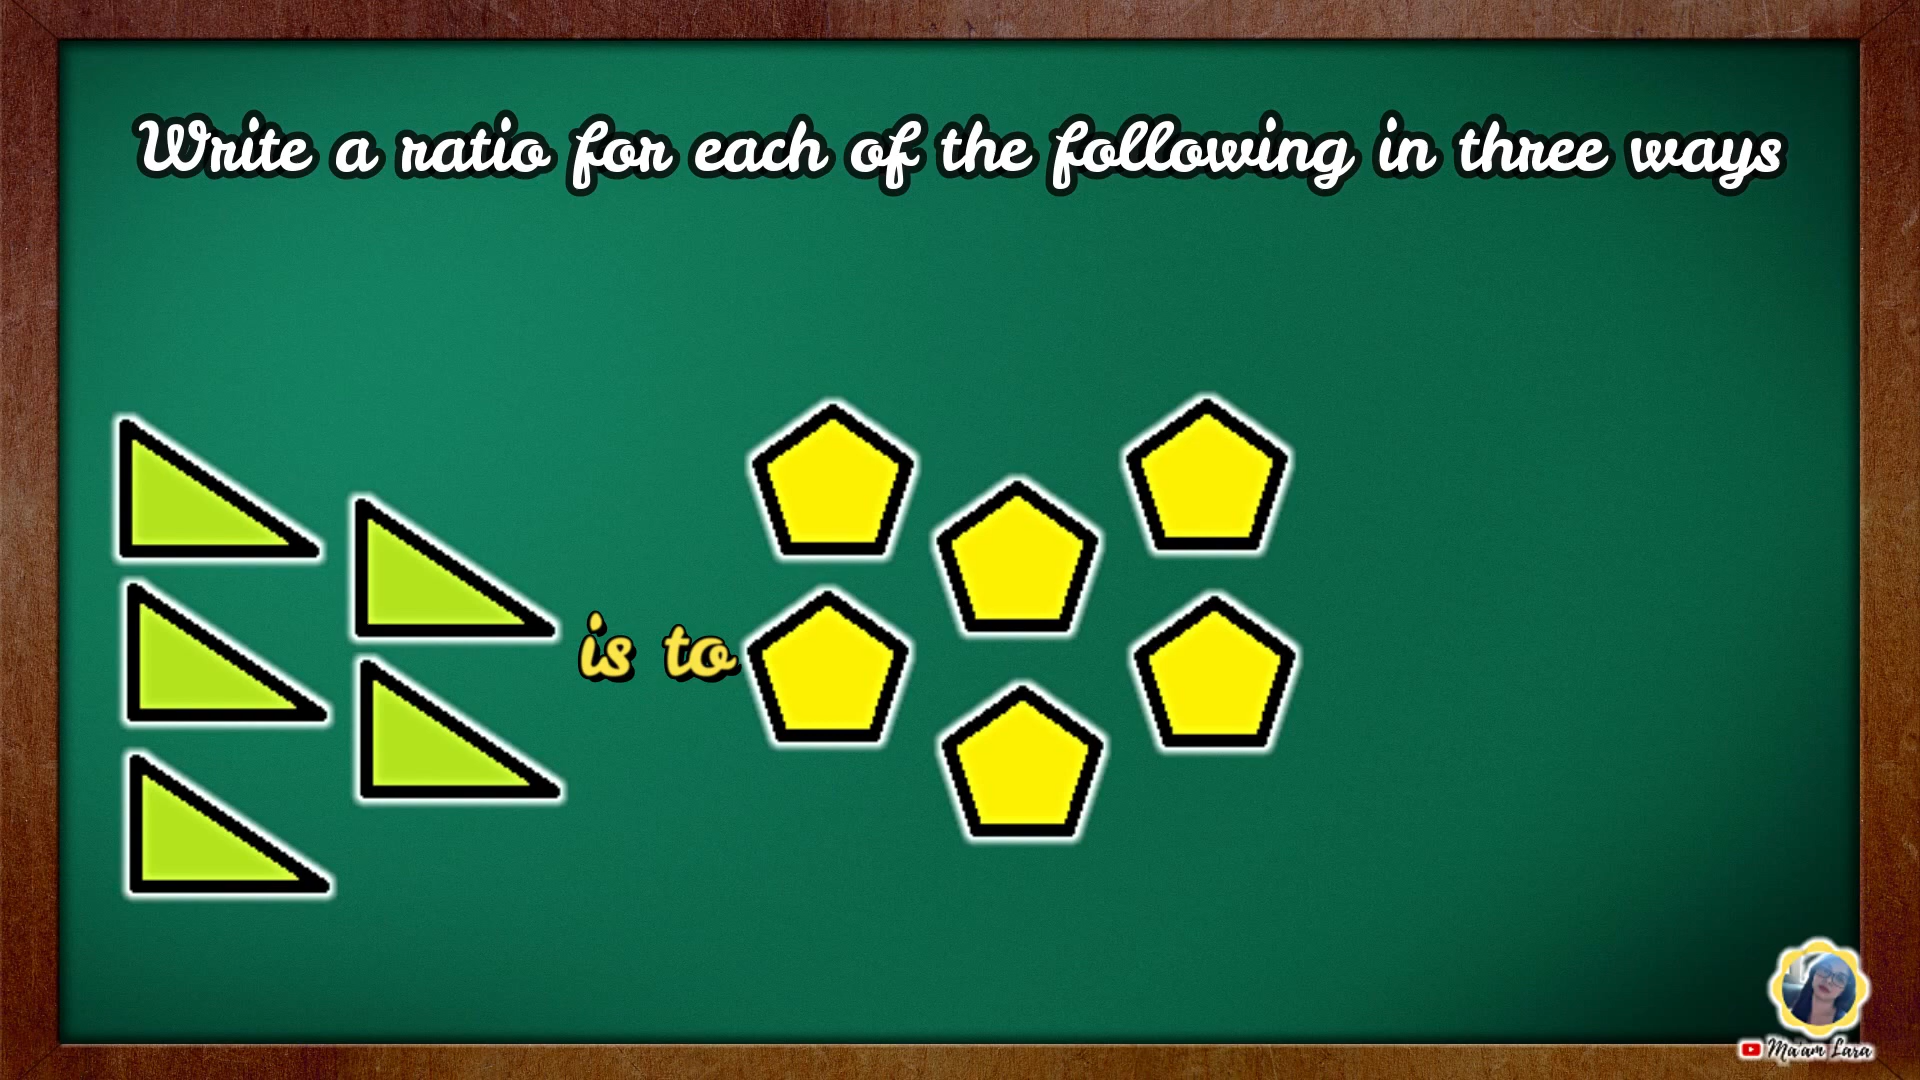 Write a ratio for each of the following in three ways
is to
Ma'am Lara